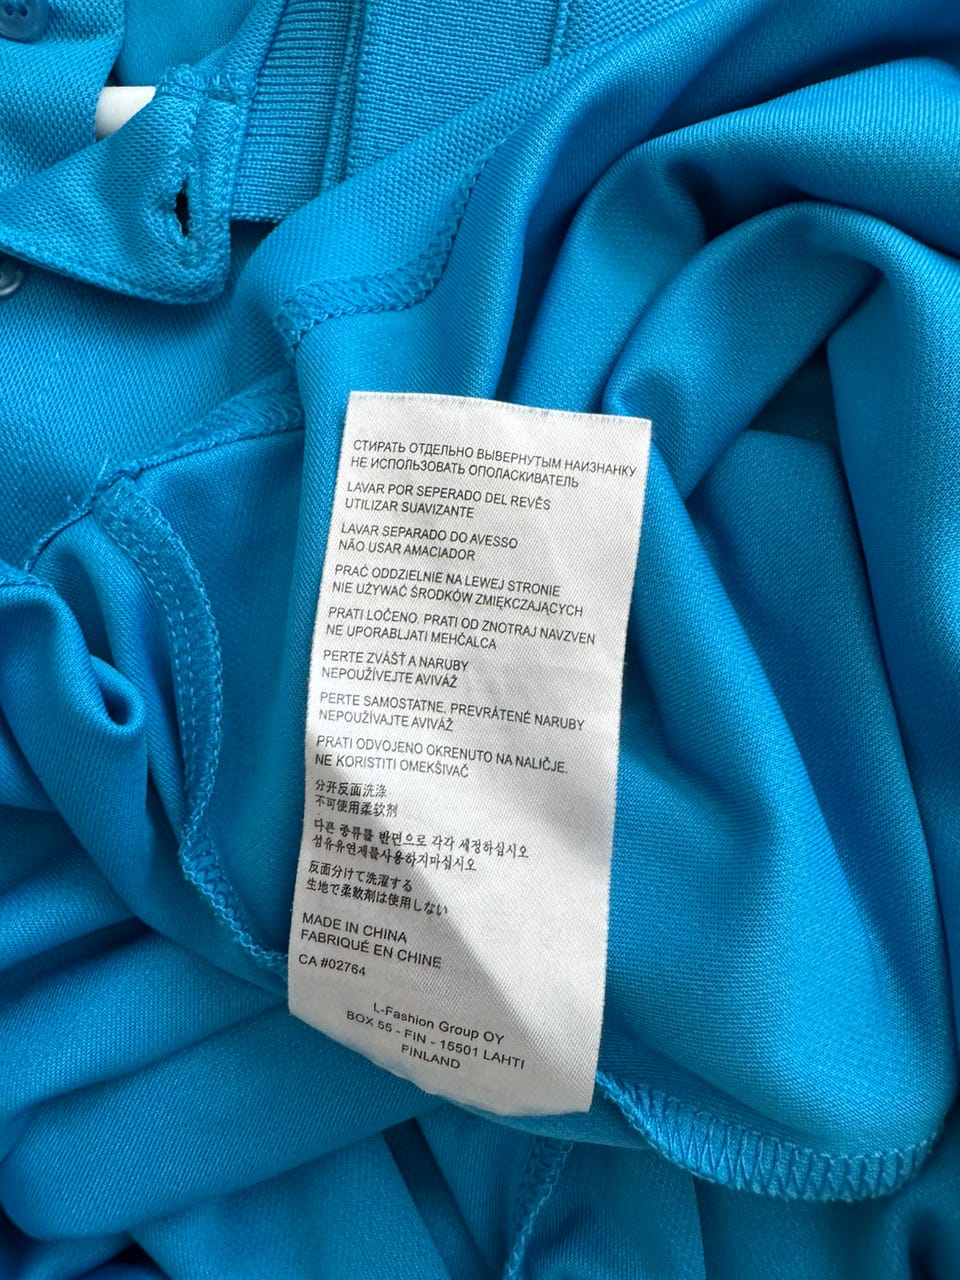 СТИРАТЬ ОТДЕЛЬНО ВЫВЕРНУТЫМ НАИЗНАНКУ
НЕ ИСПОЛЬЗОВАТЬ ОПОЛАСКИВАТЕЛЬ
LAVAR POR SEPERADO DEL REVÊS
UTILIZAR SUAVIZANTE
LAVAR SEPARADO DO AVESSO
NÃO USAR AMACIADOR
PRAĆ ODDZIELNIE NA LEWEJ STRONIE
NIE UŻYWAĆ ŚRODKÓW ZMIĘKCZAJĄCYCH
PRATI LOČENO. PRATI OD ZNOTRAJ NAVZVEN
NE UPORABLJATI MEHČALCA
PERTE ZVÁŠŤ A NARUBY
NEPOUŽÍVEJTE AVIVÁŽ
PERTE SAMOSTATNE, PREVRÁTENÉ NARUBY
NEPOUŽÍVAJTE AVIVÁŽ
PRATI ODVOJENO OKRENUTO NA NALIČJE.
NE KORISTITI OMEKŠIVAČ
分开反面洗涤
不可使用柔软剂
다른 종류를 반면으로 각각 세정하십시오
섬유유연제를사용하지마십시오
反面分けて洗濯する
生地で柔軟剤は使用しない
MADE IN CHINA
FABRIQUÉ EN CHINE
CA #02764
L-Fashion Group OY
BOX 55 - FIN - 15501 LAHTI
FINLAND